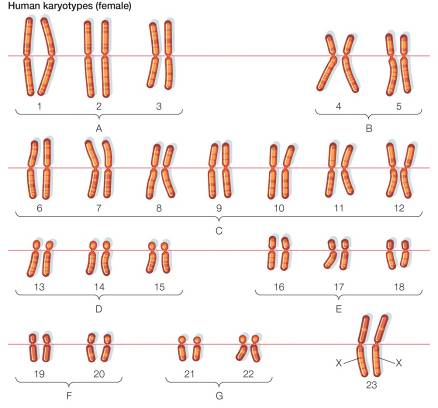 Human karyotypes (female)
1 2 3 4 5
A B
6 7 8 9 10 11 12
C
13 14 15 16 17 18
D E
19 20 21 22 X X
23
F G